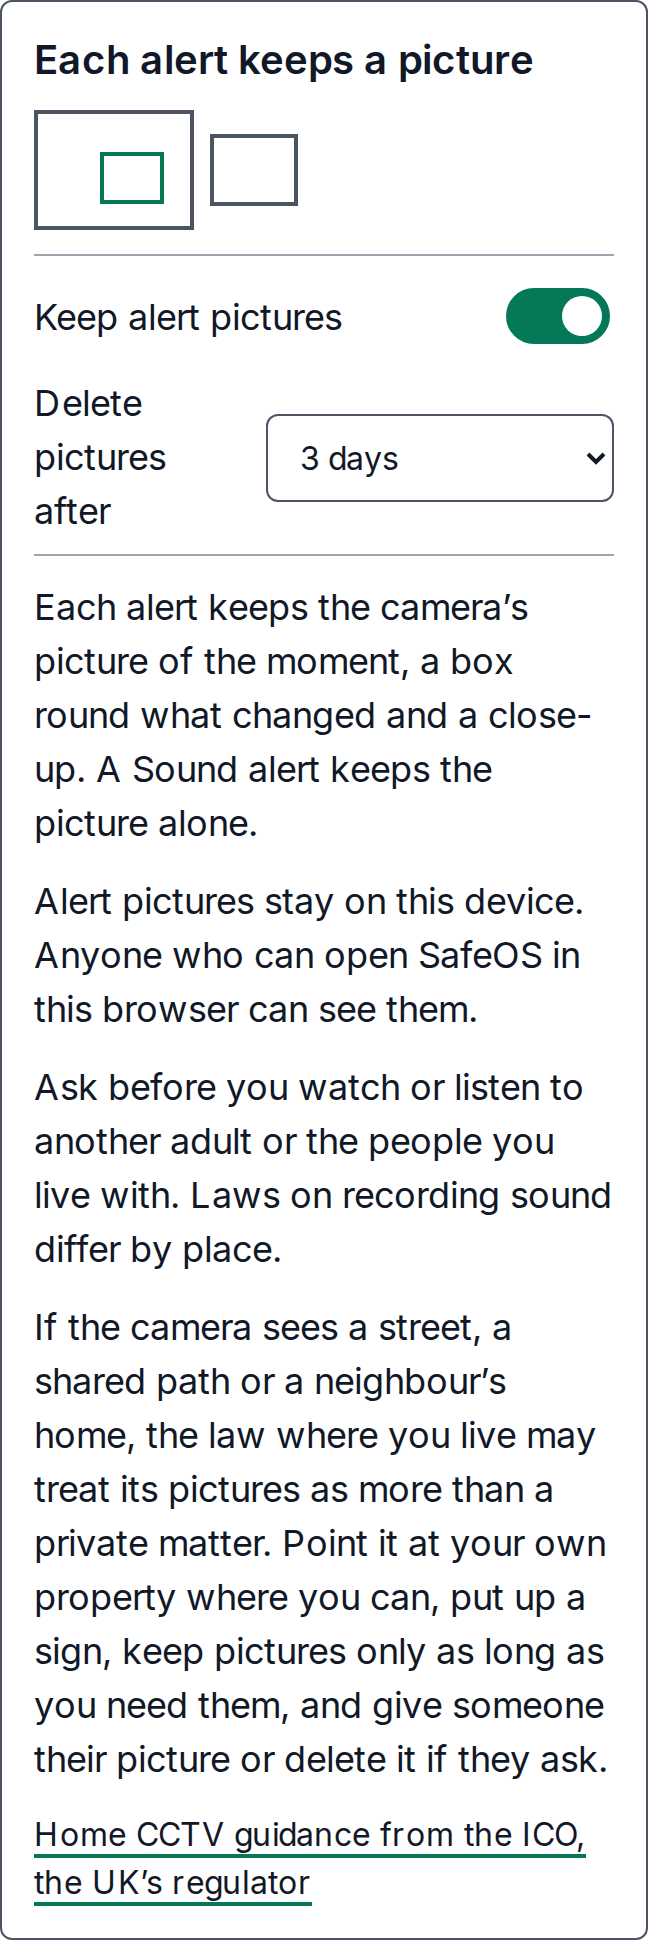 Each alert keeps a picture
Keep alert pictures
Delete
pictures
after
3 days
Each alert keeps the camera’s
picture of the moment, a box
round what changed and a close-
up. A Sound alert keeps the
picture alone.
Alert pictures stay on this device.
Anyone who can open SafeOS in
this browser can see them.
Ask before you watch or listen to
another adult or the people you
live with. Laws on recording sound
differ by place.
If the camera sees a street, a
shared path or a neighbour’s
home, the law where you live may
treat its pictures as more than a
private matter. Point it at your own
property where you can, put up a
sign, keep pictures only as long as
you need them, and give someone
their picture or delete it if they ask.
Home CCTV guidance from the ICO,
the UK’s regulator